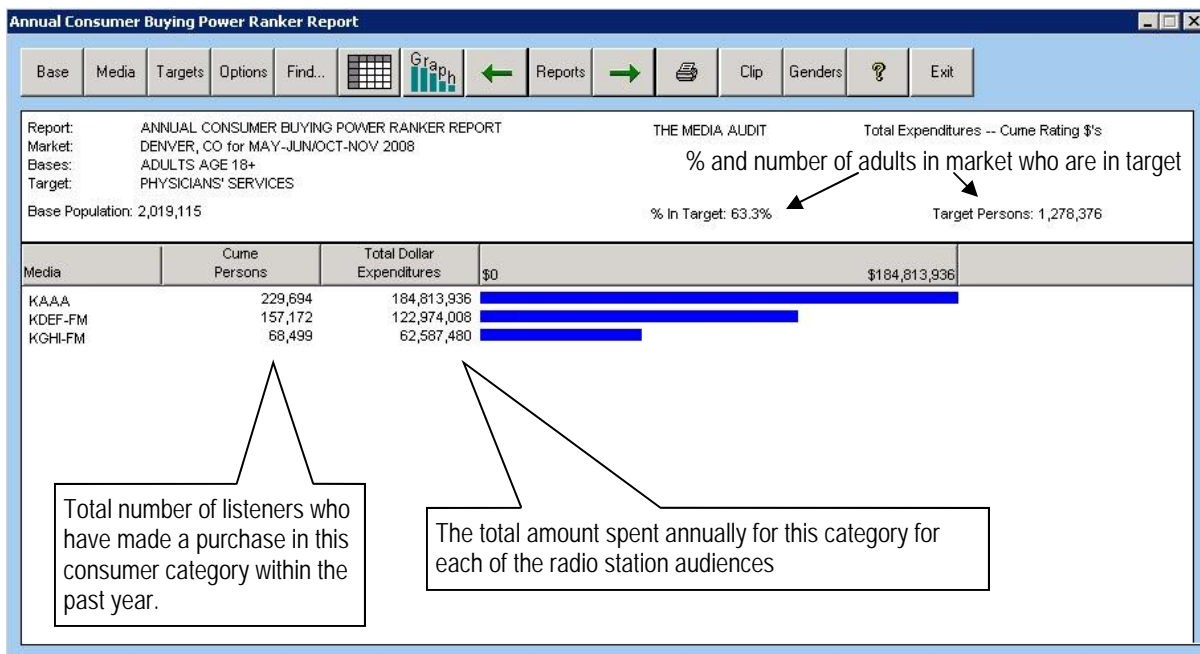 Annual Consumer Buying Power Ranker Report
Base Media Targets Options Find... Graph Reports Clip Genders ? Exit
Report: ANNUAL CONSUMER BUYING POWER RANKER REPORT THE MEDIA AUDIT Total Expenditures -- Cume Rating $'s
Market: DENVER, CO for MAY-JUN/OCT-NOV 2008
Bases: ADULTS AGE 18+
Target: PHYSICIANS' SERVICES
% and number of adults in market who are in target
Base Population: 2,019,115 % In Target: 63.3% Target Persons: 1,278,376
Media Cume Persons Total Dollar Expenditures $0 $184,813,936
KAAA 229,694 184,813,936
KDEF-FM 157,172 122,974,008
KGHI-FM 68,499 62,587,480
Total number of listeners who
have made a purchase in this
consumer category within the
past year.
The total amount spent annually for this category for
each of the radio station audiences